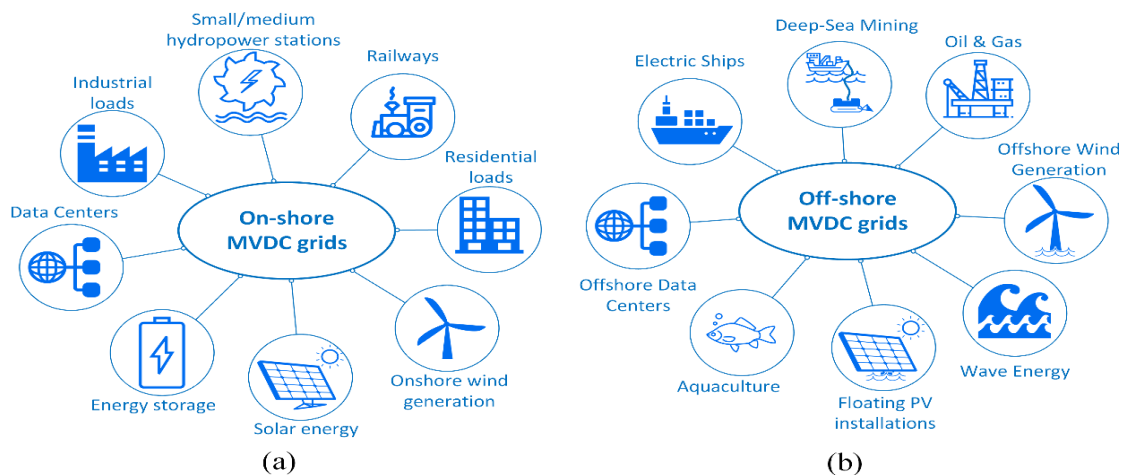 Small/medium
hydropower stations
Railways
Industrial
loads
Residential
loads
Data Centers
On-shore
MVDC grids
Energy storage
Solar energy
Onshore wind
generation
(a)
Deep-Sea Mining
Oil & Gas
Electric Ships
Offshore Wind
Generation
Off-shore
MVDC grids
Offshore Data
Centers
Aquaculture
Floating PV
installations
Wave Energy
(b)